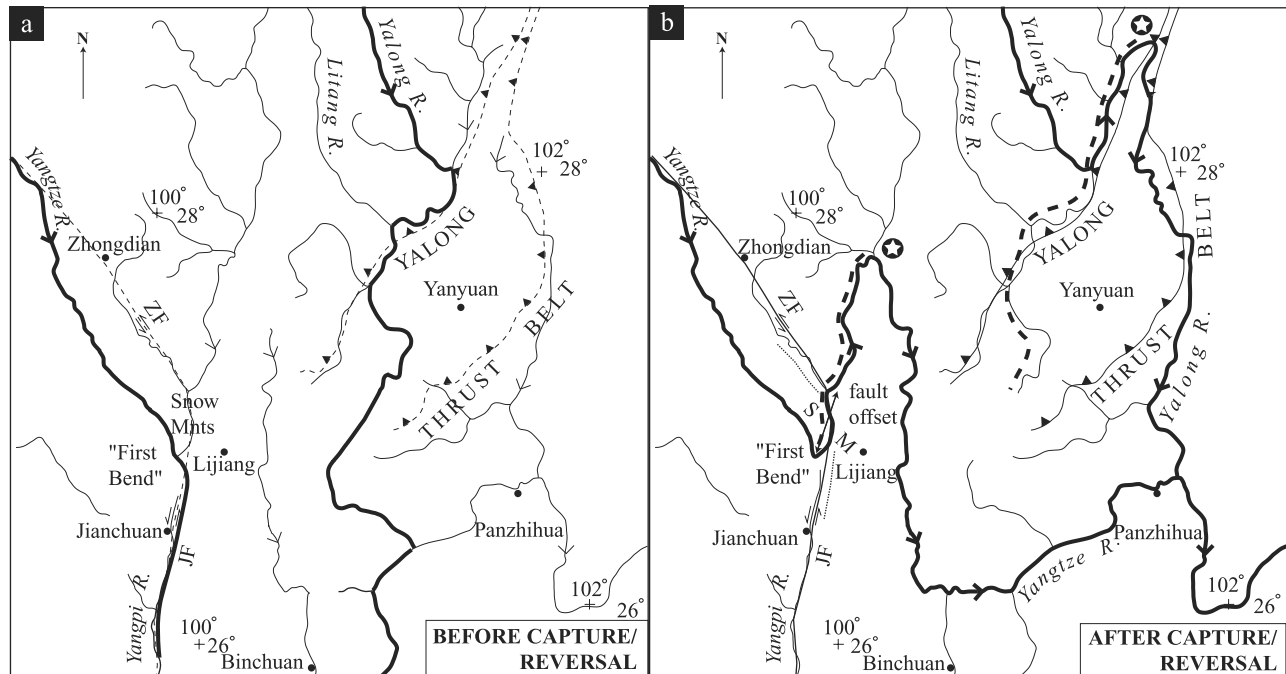 a
N
Yangtze R.
Litang R.
Yalong R.
102°
+ 28°
100°
+ 28°
Zhongdian
YALONG
Yanyuan
ZF
BELT
THRUST
Snow
Mnts
"First
Bend"
Lijiang
Jianchuan
JF
Panzhihua
Yangpi R.
102°
+
26°
100°
+26°
Binchuan
BEFORE CAPTURE/
REVERSAL
b
N
Yangtze R.
Litang R.
Yalong R.
102°
+ 28°
100°
+ 28°
Zhongdian
YALONG
BELT
Yanyuan
ZF
THRUST
Yalong R.
fault
offset
S
M
"First
Bend"
Lijiang
Jianchuan
JF
Panzhihua
Yangtze R.
Yangpi R.
102°
+
26°
100°
+26°
Binchuan
AFTER CAPTURE/
REVERSAL